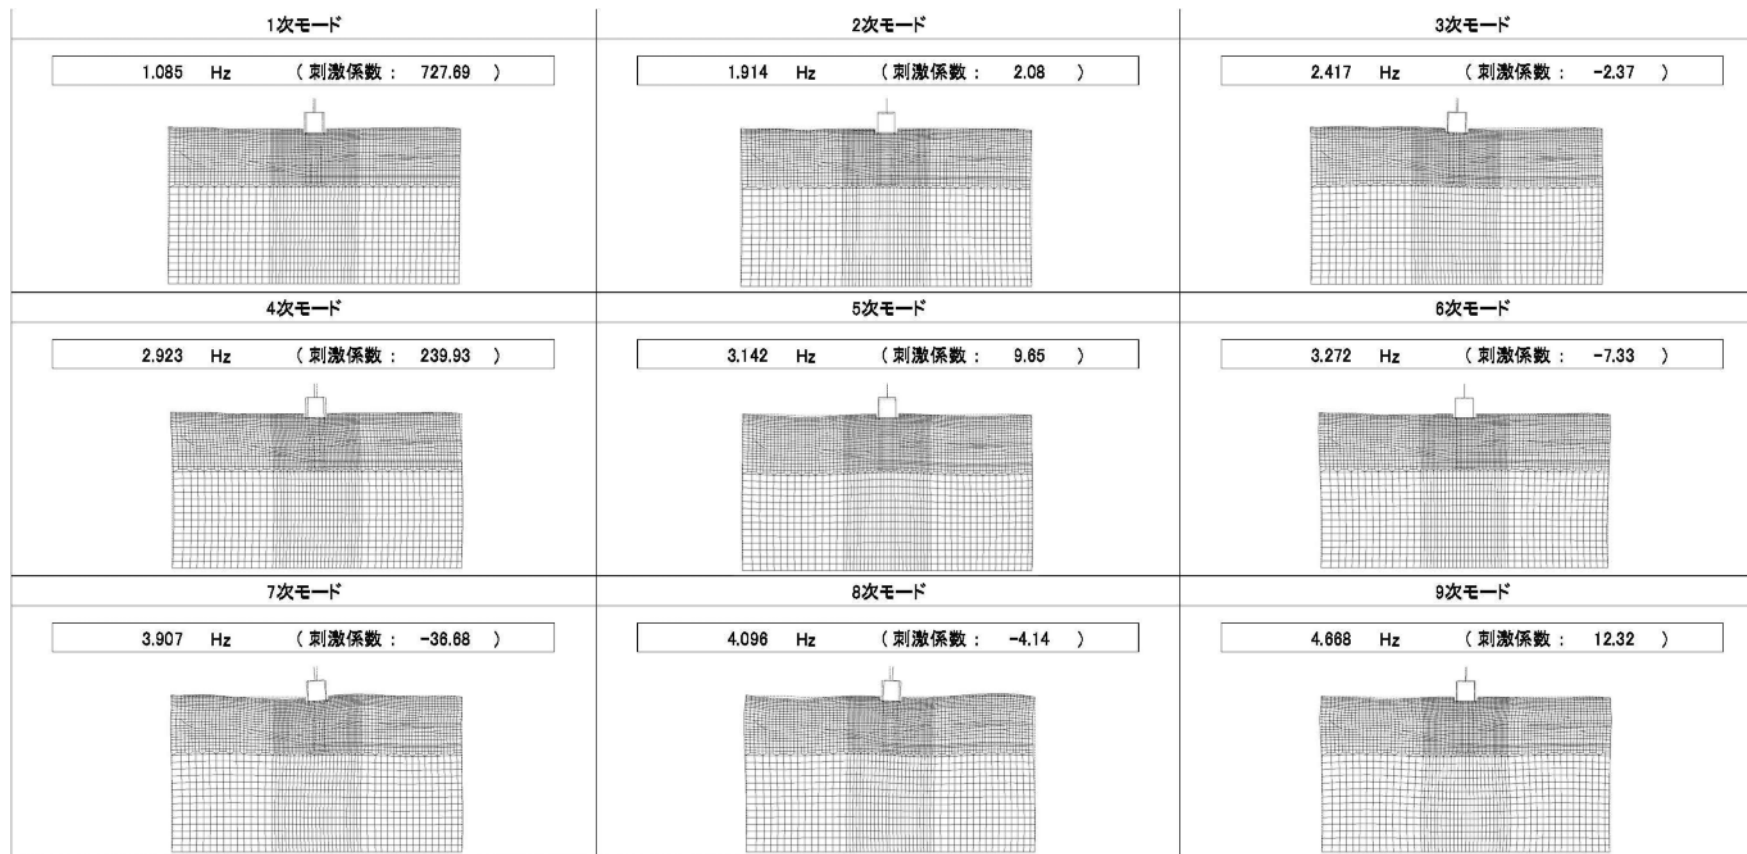 1次モード
2次モード
3次モード
1.085 Hz (刺激係数: 727.69)
1.914 Hz (刺激係数: 2.08)
2.417 Hz (刺激係数: -2.37)
4次モード
5次モード
6次モード
2.923 Hz (刺激係数: 239.93)
3.142 Hz (刺激係数: 9.65)
3.272 Hz (刺激係数: -7.33)
7次モード
8次モード
9次モード
3.907 Hz (刺激係数: -36.68)
4.096 Hz (刺激係数: -4.14)
4.668 Hz (刺激係数: 12.32)